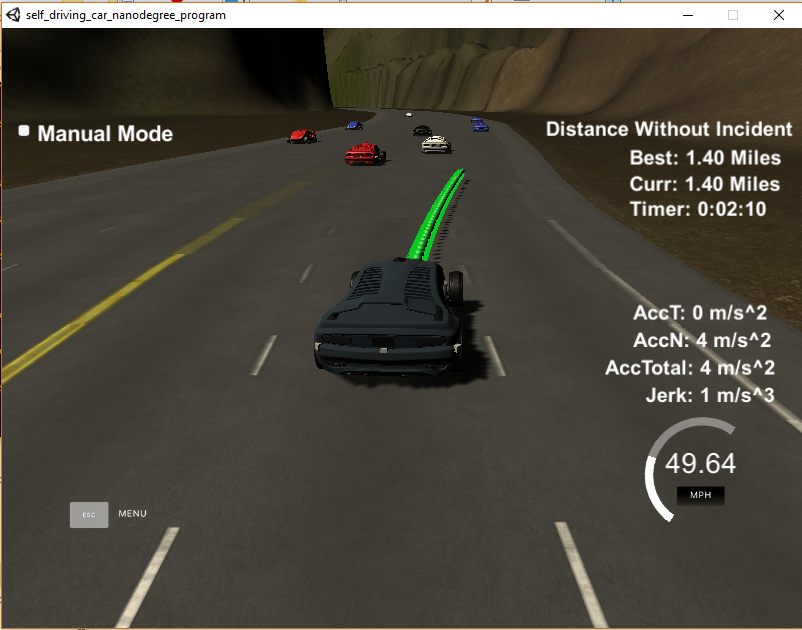 self_driving_car_nanodegree_program
Manual Mode
Distance Without Incident
Best: 1.40 Miles
Curr: 1.40 Miles
Timer: 0:02:10
AccT: 0 m/s^2
AccN: 4 m/s^2
AccTotal: 4 m/s^2
Jerk: 1 m/s^3
49.64
MPH
ESC MENU